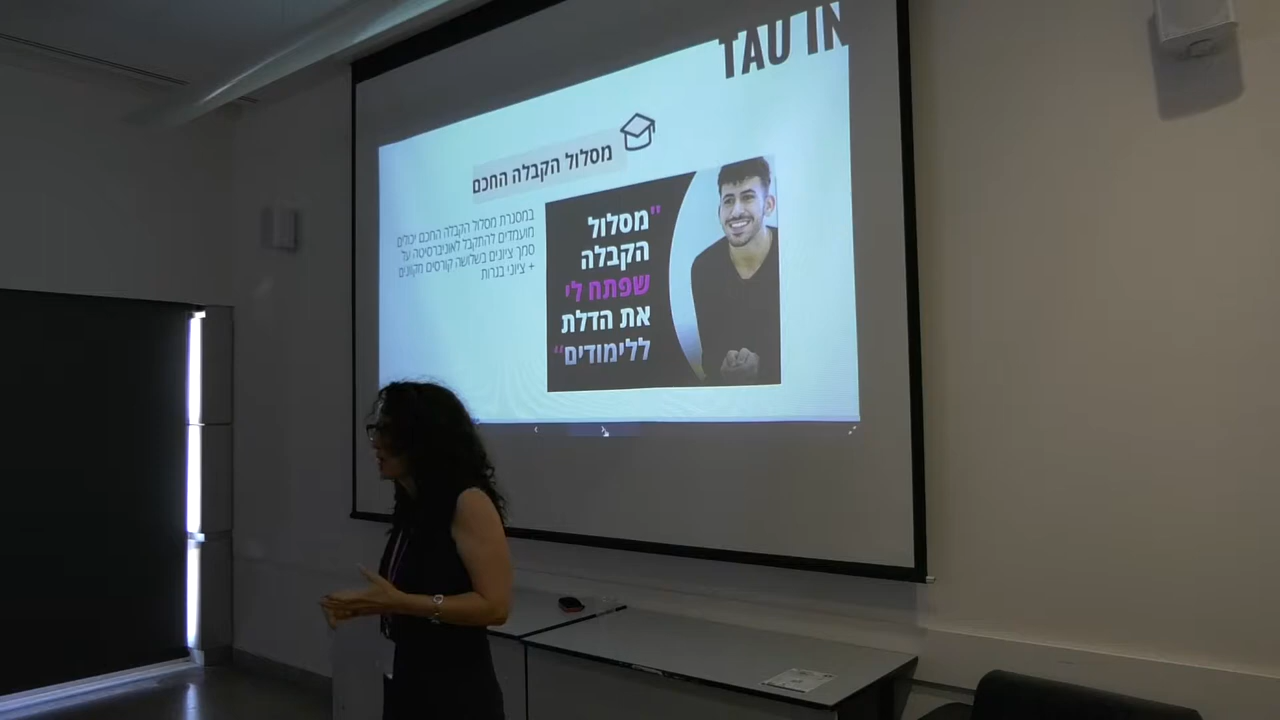 TAU IN
מסלול הקבלה החכם
במסגרת מסלול הקבלה החכם יכולים
מועמדים להתקבל לאוניברסיטה על
סמך ציונים בשלושה קורסים מקוונים
+ ציוני בגרות
"מסלול
הקבלה
שפתח לי
את הדלת
ללימודים"